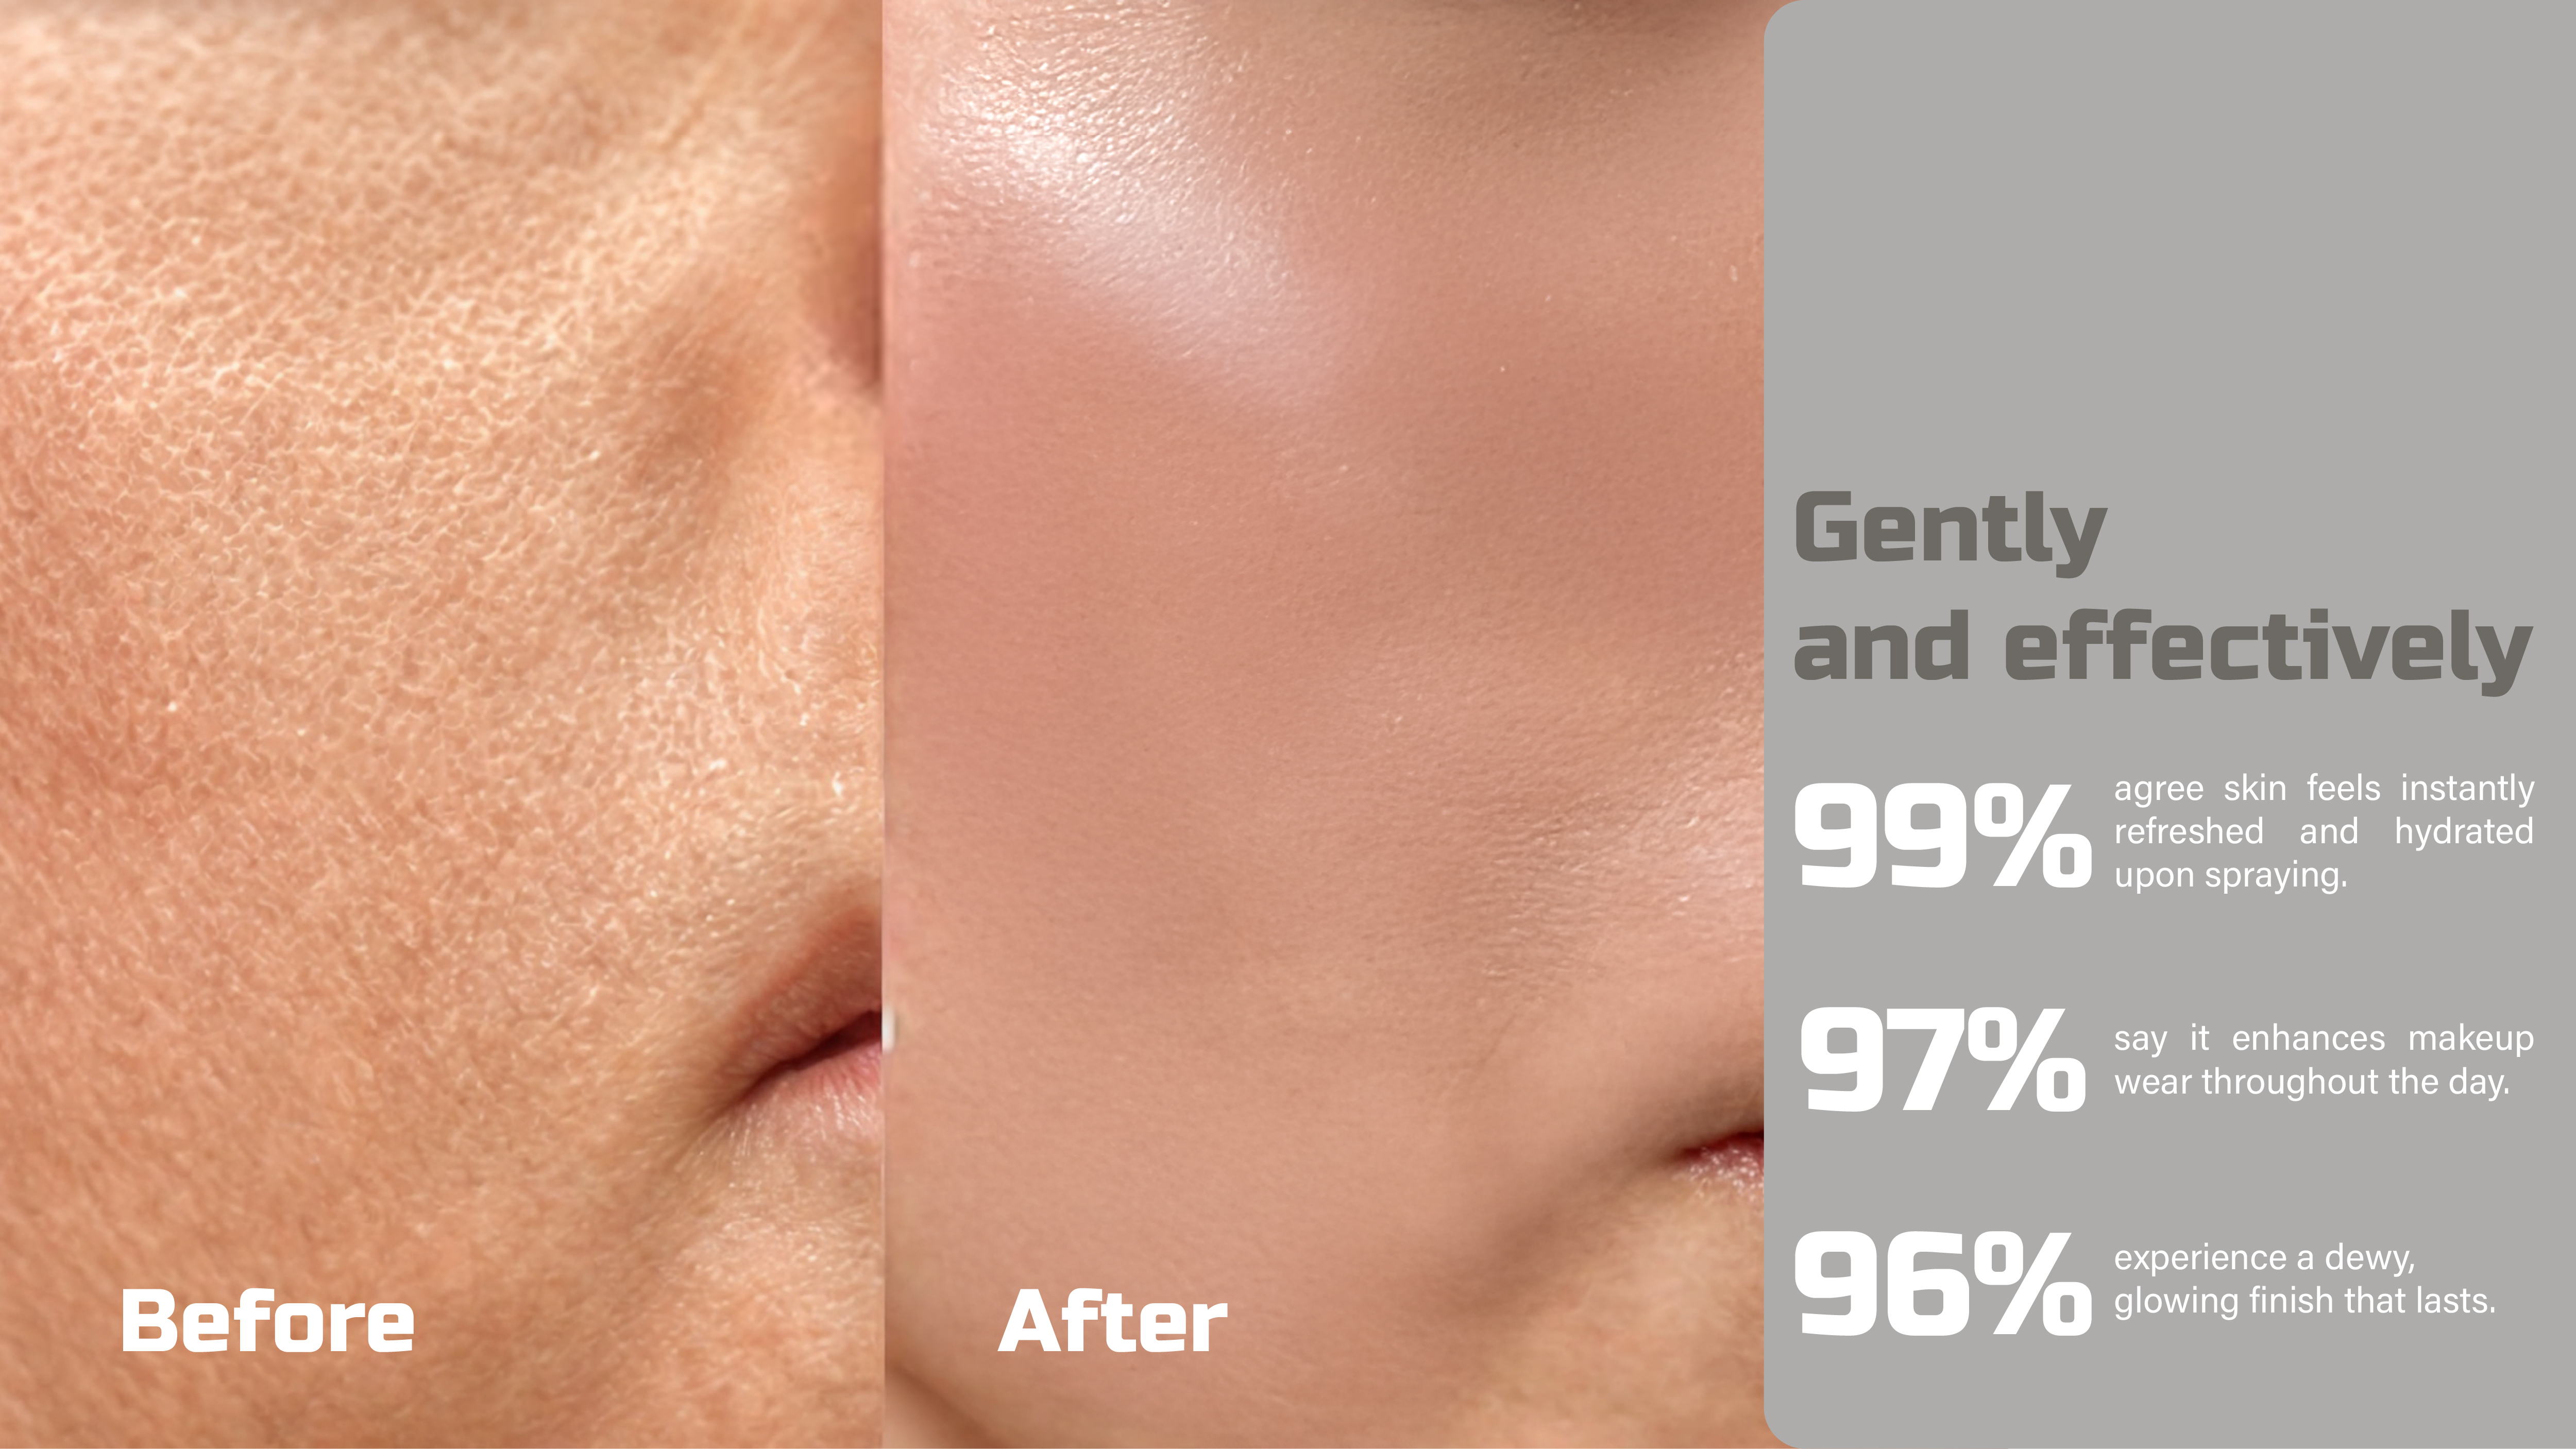 Gently
and effectively
99%
agree skin feels instantly
refreshed and hydrated
upon spraying.
97%
say it enhances makeup
wear throughout the day.
96%
experience a dewy,
glowing finish that lasts.
Before
After